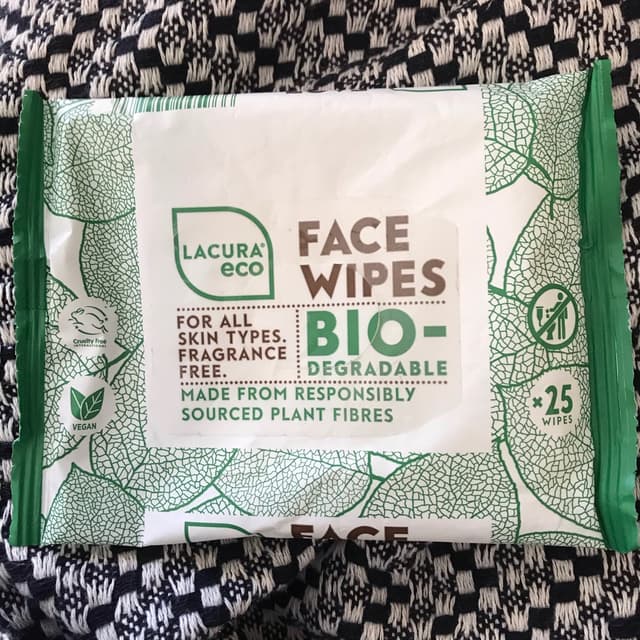 LACURA®
eco
FACE
WIPES
FOR ALL
SKIN TYPES.
FRAGRANCE
FREE.
BIO-
DEGRADABLE
MADE FROM RESPONSIBLY
SOURCED PLANT FIBRES
Cruelty Free
INTERNATIONAL
VEGAN
×25
WIPES
FACE